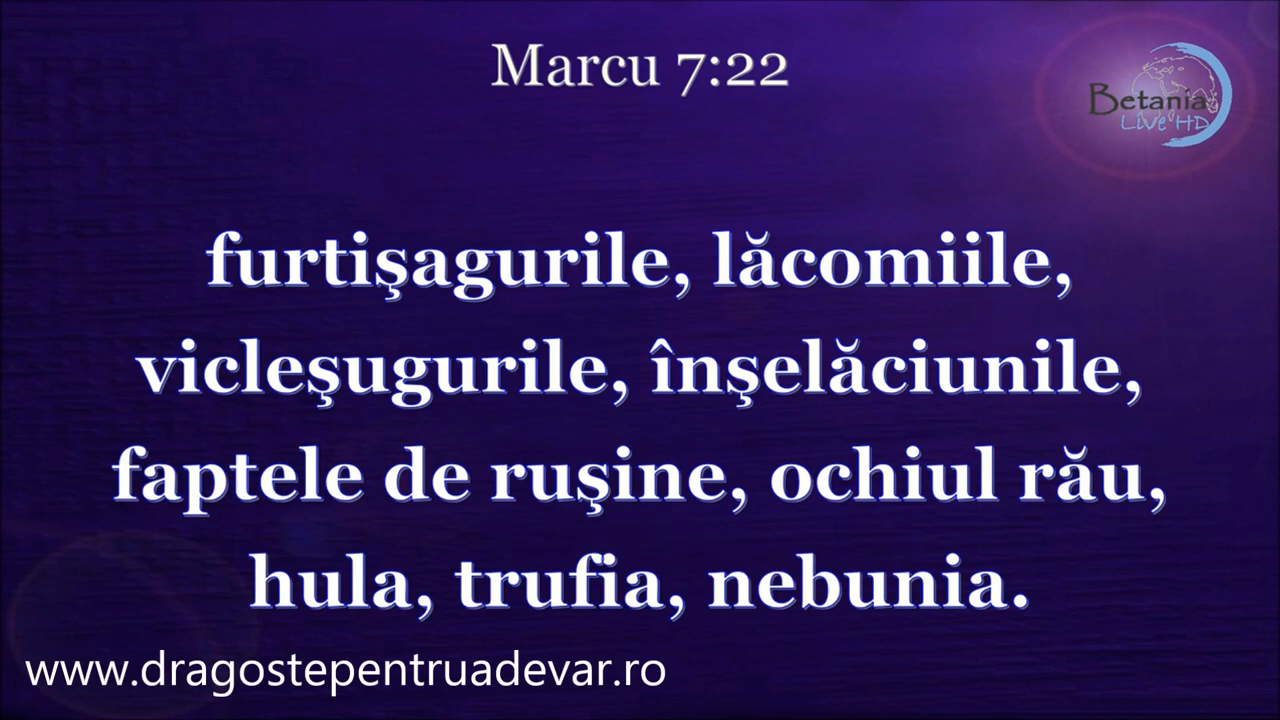 Marcu 7:22
Betania
Live HD
furtişagurile, lăcomiile,
vicleşugurile, înşelăciunile,
faptele de ruşine, ochiul rău,
hula, trufia, nebunia.
www.dragostepentruadevar.ro